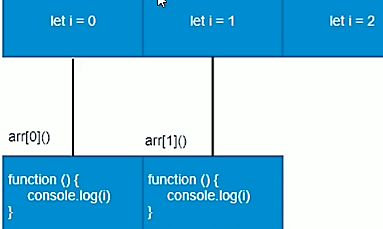 let i = 0 let i = 1 let i = 2
arr[0]() arr[1]()
function () { function () {
console.log(i) console.log(i)
} }